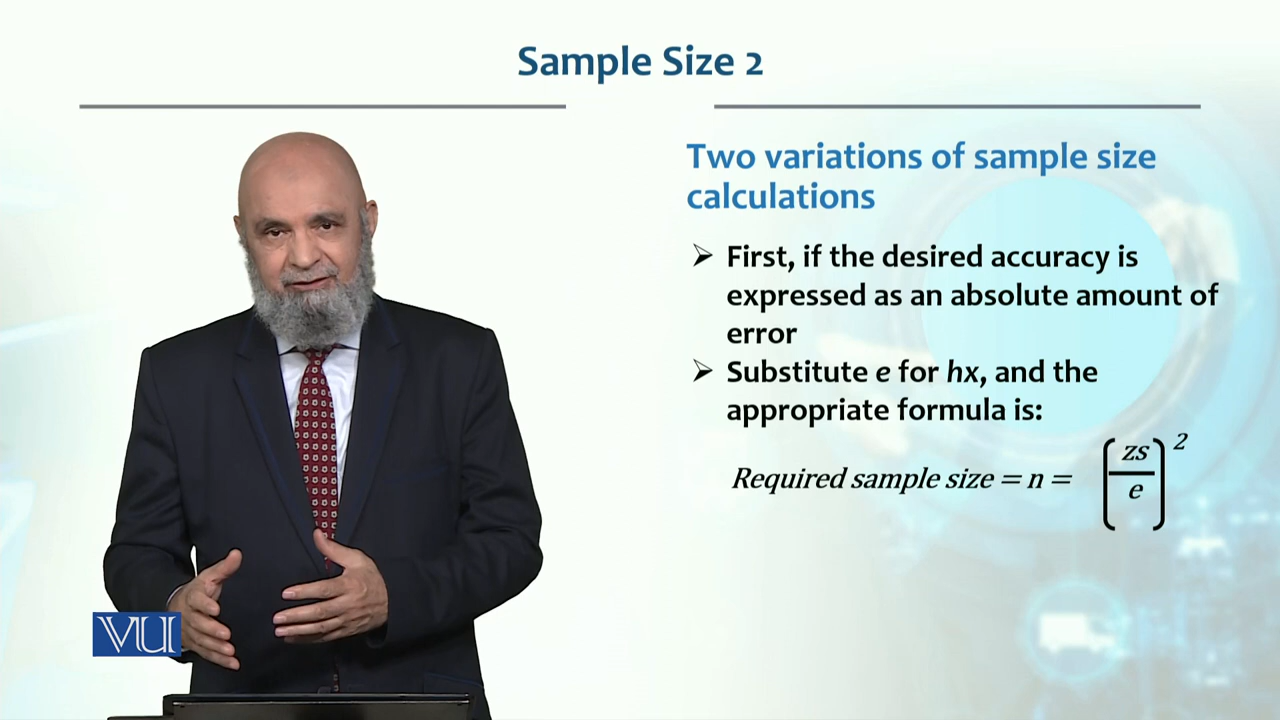 Sample Size 2
Two variations of sample size
calculations
➢ First, if the desired accuracy is
expressed as an absolute amount of
error
➢ Substitute e for hx, and the
appropriate formula is:
Required sample size = n = (zs/e)²
VU